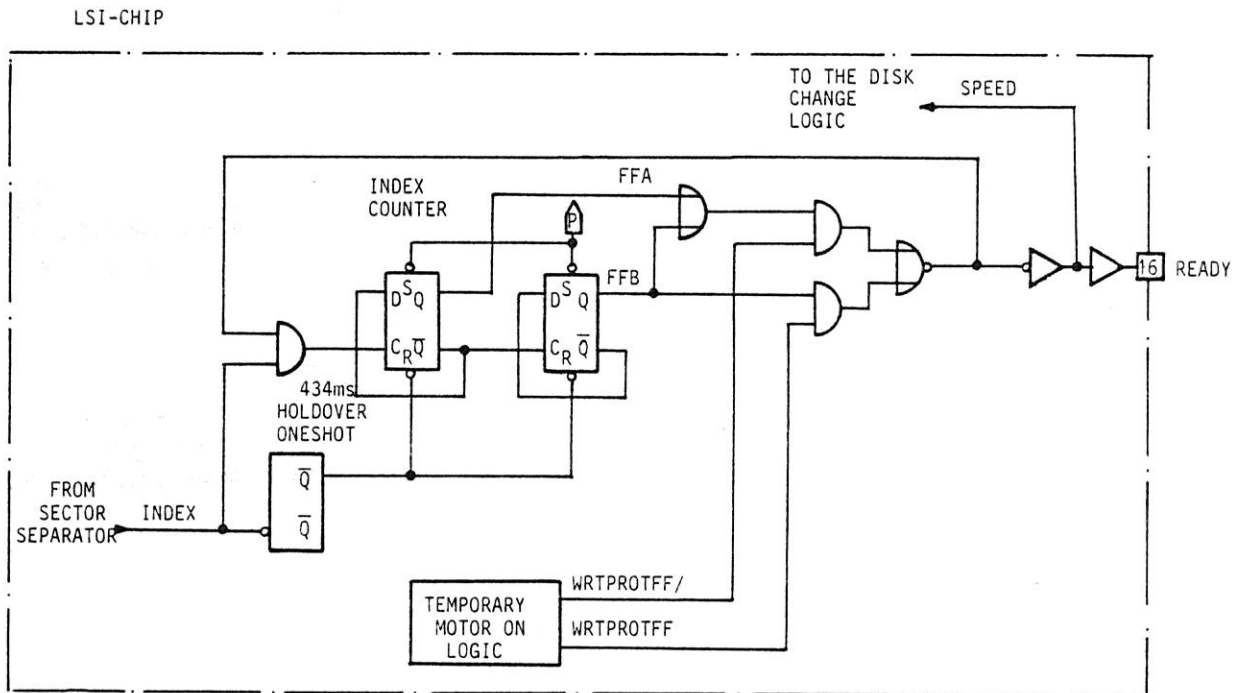 LSI-CHIP
TO THE DISK
CHANGE
LOGIC
SPEED
INDEX
COUNTER
FFA
P
D S Q
C R Q̅
FFB
D S Q
C R Q̅
16 READY
434ms
HOLDOVER
ONESHOT
Q̅
Q̅
FROM
SECTOR
SEPARATOR
INDEX
TEMPORARY
MOTOR ON
LOGIC
WRTPROTFF/
WRTPROTFF